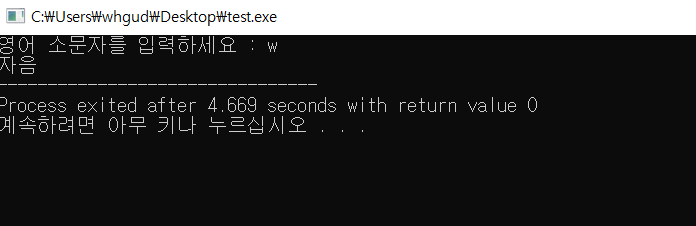 C:₩Users₩whgud₩Desktop₩test.exe
영어 소문자를 입력하세요 : w
자음
--------------------------------
Process exited after 4.669 seconds with return value 0
계속하려면 아무 키나 누르십시오 . . .